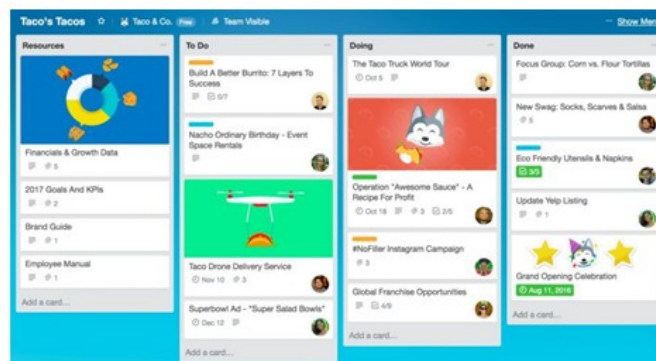 Taco's Tacos
Taco & Co.
Free
Team Visible
Show Menu
Resources
Financials & Growth Data
5
2017 Goals And KPIs
2
Brand Guide
1
Employee Manual
1
Add a card...
To Do
Build A Better Burrito: 7 Layers To
Success
0/7
Nacho Ordinary Birthday - Event
Space Rentals
Taco Drone Delivery Service
Nov 10
3
Superbowl Ad - "Super Salad Bowls"
Dec 12
Add a card...
Doing
The Taco Truck World Tour
Oct 5
Operation "Awesome Sauce" - A
Recipe For Profit
Oct 18
3
2/5
#NoFiller Instagram Campaign
3
Global Franchise Opportunities
4/9
Add a card...
Done
Focus Group: Corn vs. Flour Tortillas
New Swag: Socks, Scarves & Salsa
5
Eco Friendly Utensils & Napkins
3/5
Update Yelp Listing
1
Grand Opening Celebration
Aug 11, 2016
Add a card...